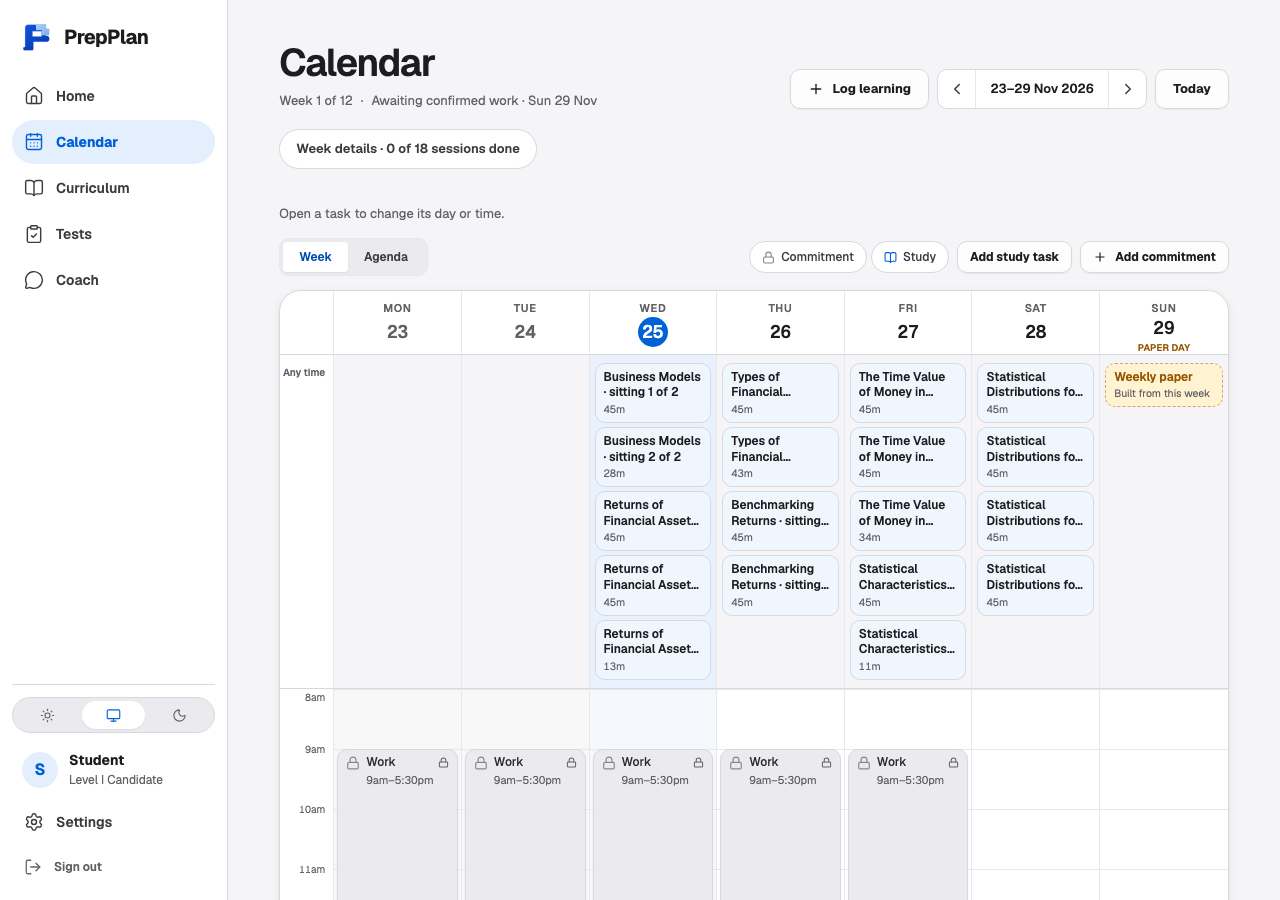 PrepPlan
Home
Calendar
Curriculum
Tests
Coach
S
Student
Level I Candidate
Settings
Sign out
Calendar
Week 1 of 12 · Awaiting confirmed work · Sun 29 Nov
Log learning
23–29 Nov 2026
Today
Week details · 0 of 18 sessions done
Open a task to change its day or time.
Week
Agenda
Commitment
Study
Add study task
Add commitment
MON
23
TUE
24
WED
25
THU
26
FRI
27
SAT
28
SUN
29
PAPER DAY
Any time
Business Models
· sitting 1 of 2
45m
Business Models
· sitting 2 of 2
28m
Returns of
Financial Asset…
45m
Returns of
Financial Asset…
45m
Returns of
Financial Asset…
13m
Types of
Financial…
45m
Types of
Financial…
43m
Benchmarking
Returns · sitting…
45m
Benchmarking
Returns · sitting…
45m
The Time Value
of Money in…
45m
The Time Value
of Money in…
45m
The Time Value
of Money in…
34m
Statistical
Characteristics…
45m
Statistical
Characteristics…
11m
Statistical
Distributions fo…
45m
Statistical
Distributions fo…
45m
Statistical
Distributions fo…
45m
Statistical
Distributions fo…
45m
Weekly paper
Built from this week
8am
9am
10am
11am
Work
9am–5:30pm
Work
9am–5:30pm
Work
9am–5:30pm
Work
9am–5:30pm
Work
9am–5:30pm